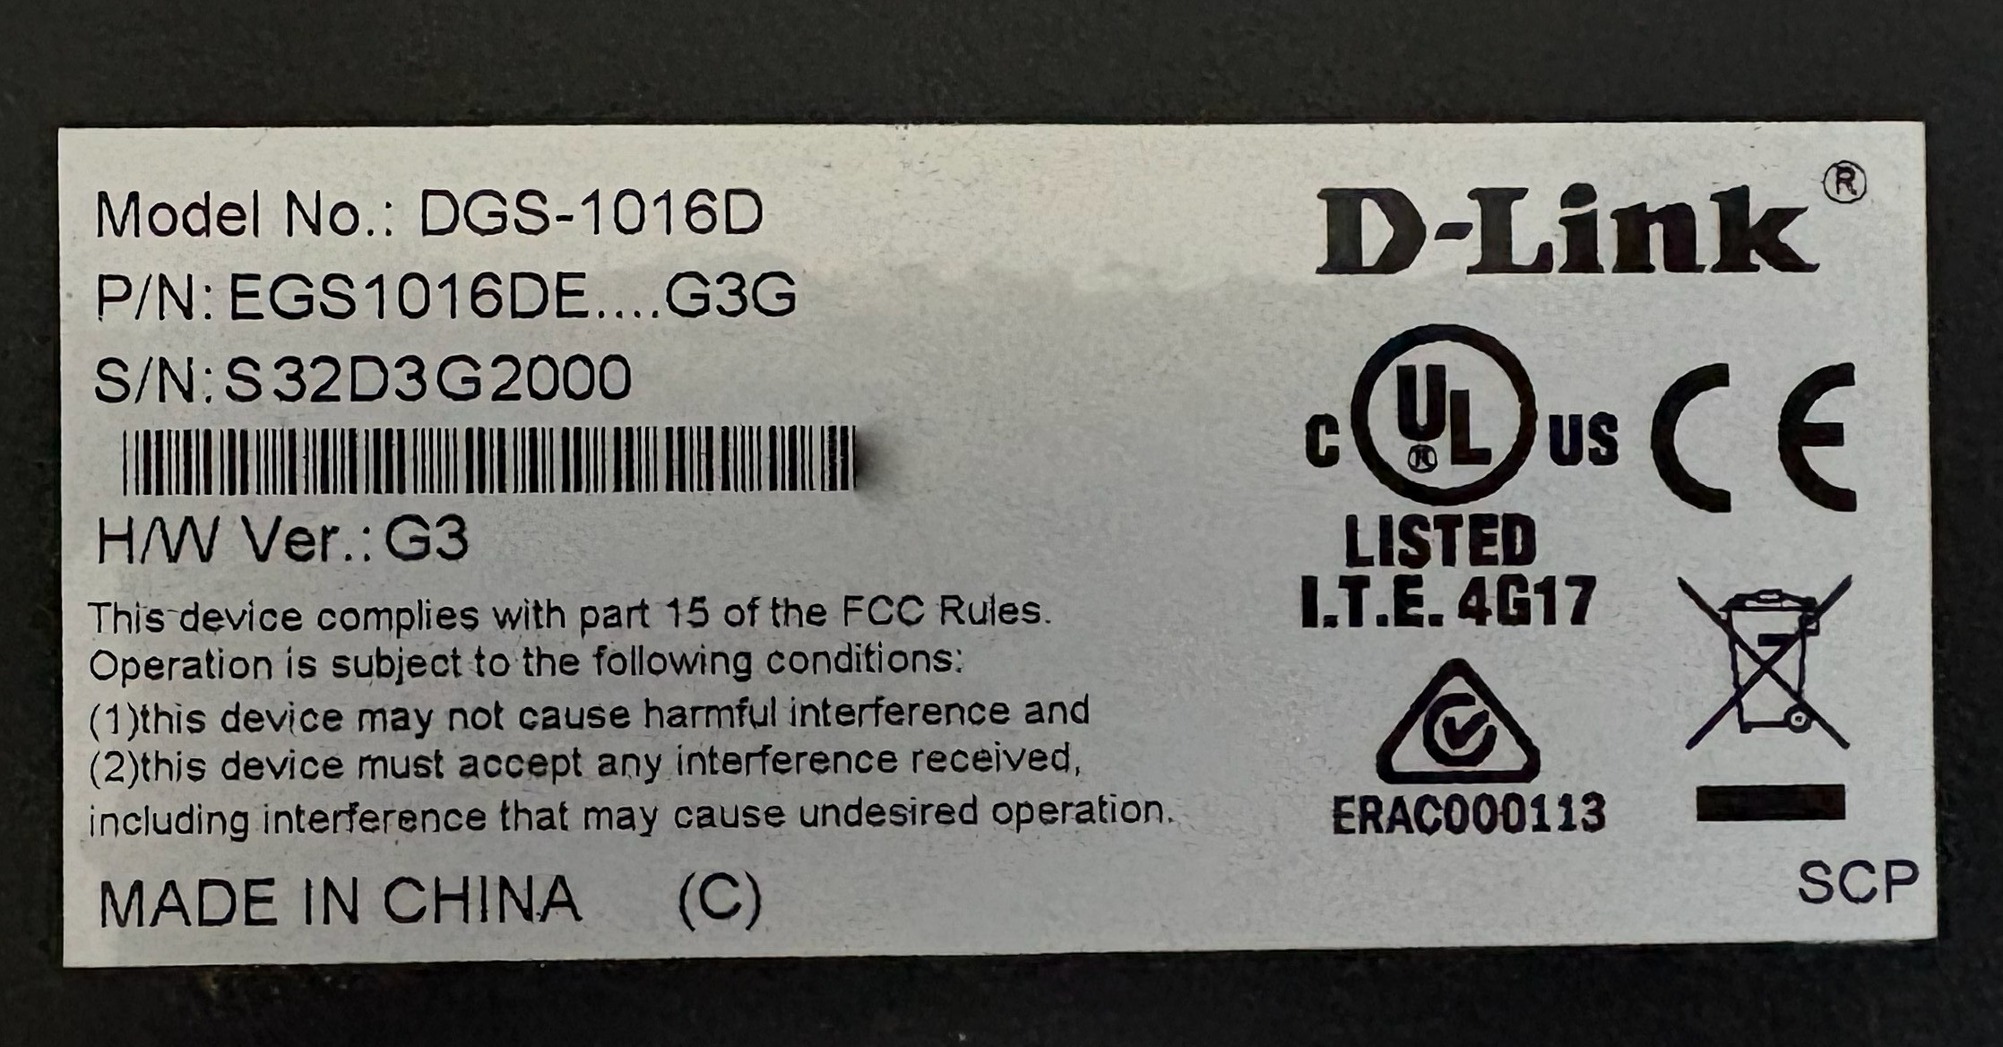 Model No.: DGS-1016D
P/N: EGS1016DE....G3G
S/N: S32D3G2000
H/W Ver.: G3
This device complies with part 15 of the FCC Rules.
Operation is subject to the following conditions:
(1)this device may not cause harmful interference and
(2)this device must accept any interference received,
including interference that may cause undesired operation.
MADE IN CHINA (C)
D-Link®
C UL® US CE
LISTED
I.T.E. 4G17
ERAC000113
SCP